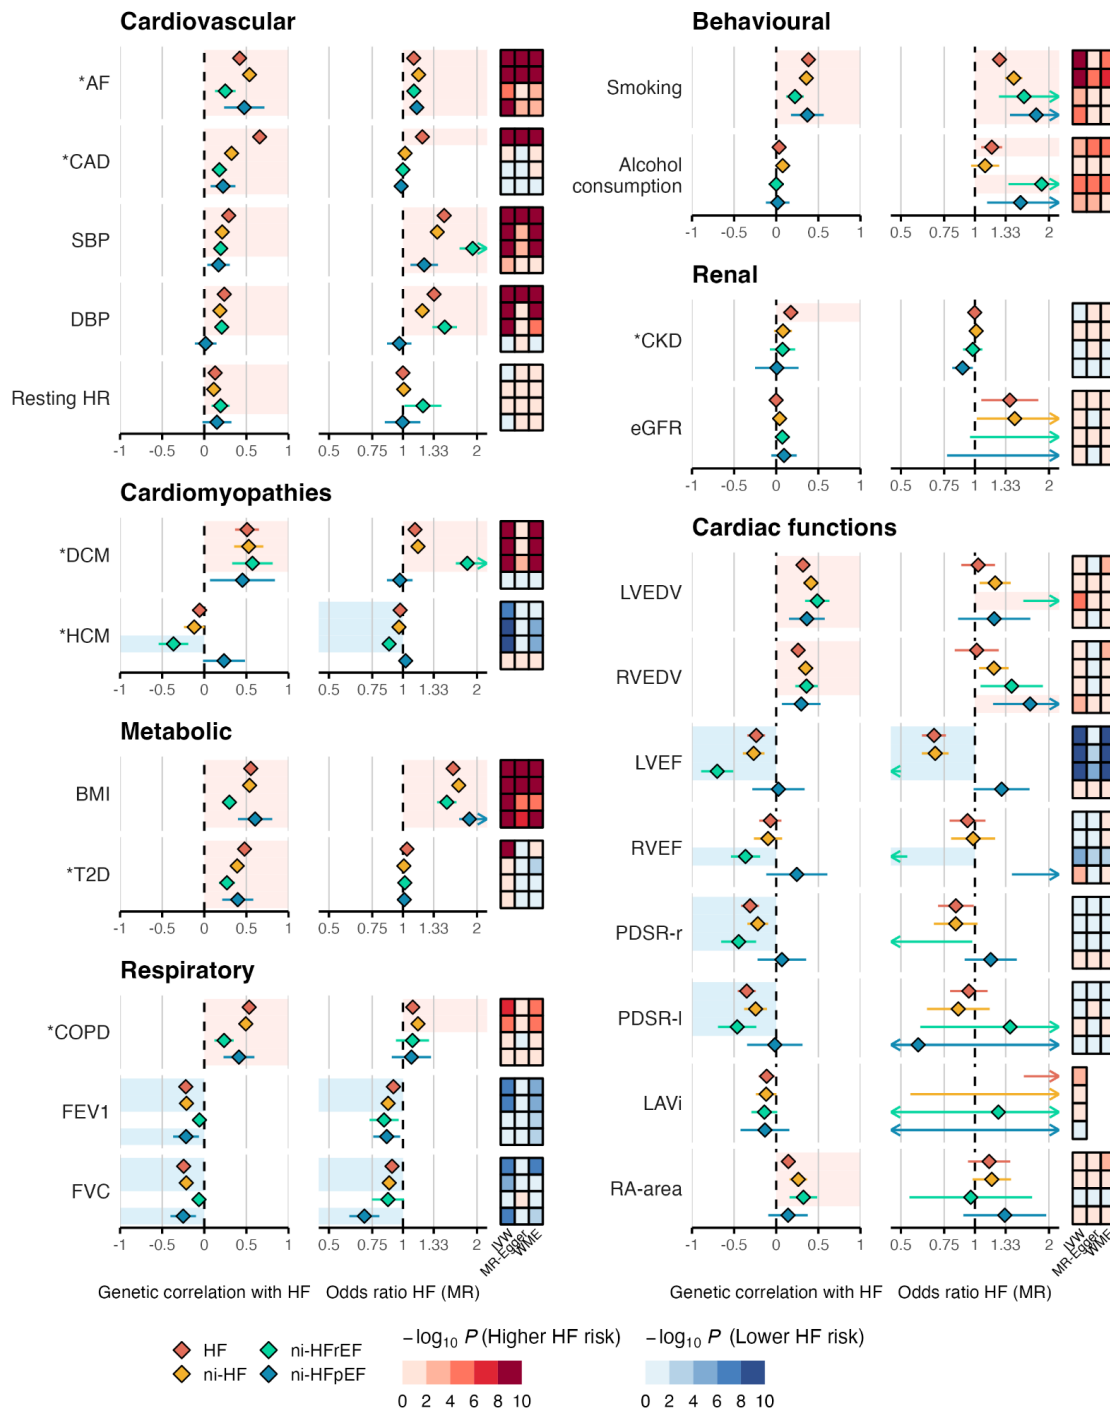 Cardiovascular
*AF
*CAD
SBP
DBP
Resting HR
-1 -0.5 0 0.5 1 0.5 0.75 1 1.33 2
Cardiomyopathies
*DCM
*HCM
-1 -0.5 0 0.5 1 0.5 0.75 1 1.33 2
Metabolic
BMI
*T2D
-1 -0.5 0 0.5 1 0.5 0.75 1 1.33 2
Respiratory
*COPD
FEV1
FVC
-1 -0.5 0 0.5 1 0.5 0.75 1 1.33 2
IVW
MR-Egger
WME
Genetic correlation with HF Odds ratio HF (MR)
Behavioural
Smoking
Alcohol
consumption
-1 -0.5 0 0.5 1 0.5 0.75 1 1.33 2
Renal
*CKD
eGFR
-1 -0.5 0 0.5 1 0.5 0.75 1 1.33 2
Cardiac functions
LVEDV
RVEDV
LVEF
RVEF
PDSR-r
PDSR-l
LAVi
RA-area
-1 -0.5 0 0.5 1 0.5 0.75 1 1.33 2
IVW
MR-Egger
WME
Genetic correlation with HF Odds ratio HF (MR)
HF ni-HFrEF
ni-HF ni-HFpEF
−log10 P (Higher HF risk)
0 2 4 6 8 10
−log10 P (Lower HF risk)
0 2 4 6 8 10